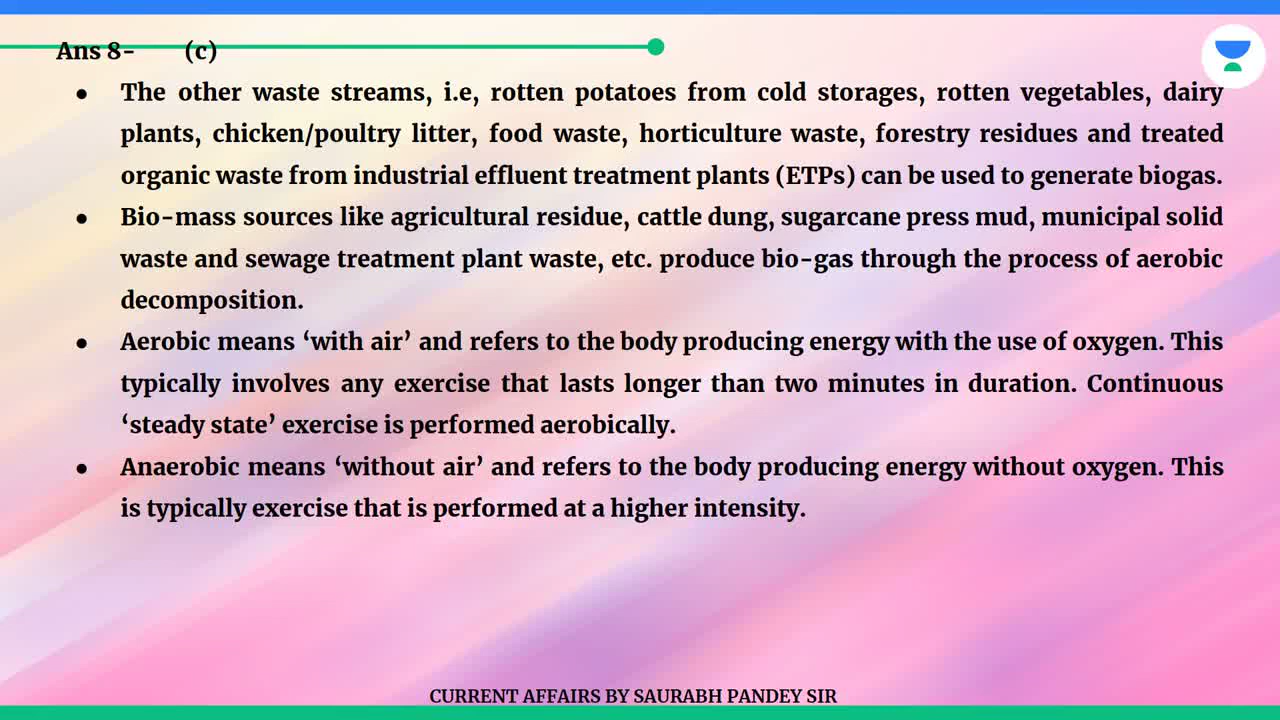 Ans 8- (c)
● The other waste streams, i.e, rotten potatoes from cold storages, rotten vegetables, dairy
plants, chicken/poultry litter, food waste, horticulture waste, forestry residues and treated
organic waste from industrial effluent treatment plants (ETPs) can be used to generate biogas.
● Bio-mass sources like agricultural residue, cattle dung, sugarcane press mud, municipal solid
waste and sewage treatment plant waste, etc. produce bio-gas through the process of aerobic
decomposition.
● Aerobic means ‘with air’ and refers to the body producing energy with the use of oxygen. This
typically involves any exercise that lasts longer than two minutes in duration. Continuous
‘steady state’ exercise is performed aerobically.
● Anaerobic means ‘without air’ and refers to the body producing energy without oxygen. This
is typically exercise that is performed at a higher intensity.
CURRENT AFFAIRS BY SAURABH PANDEY SIR